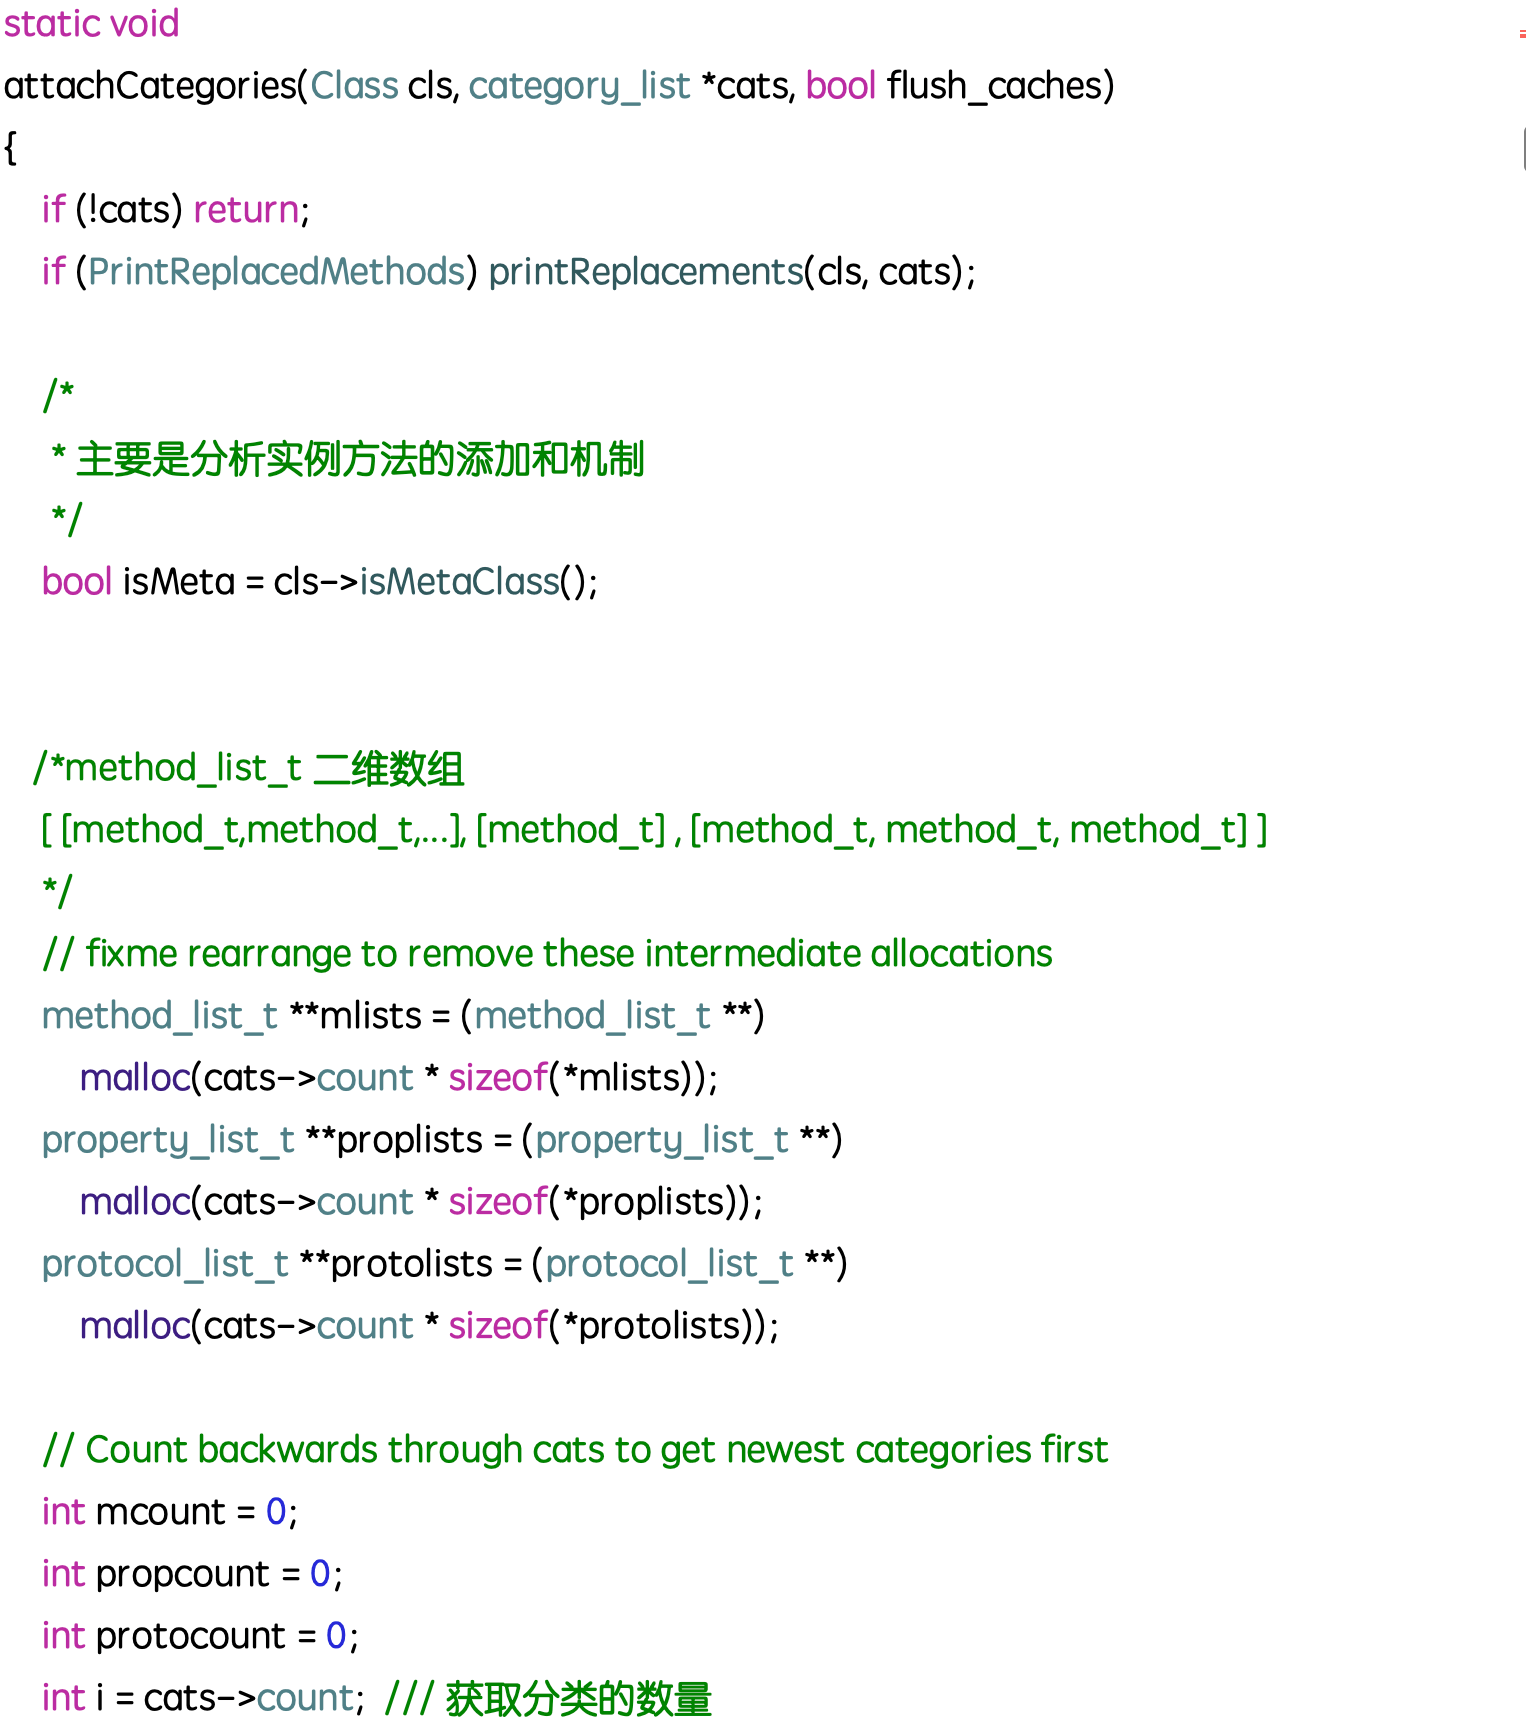 static void
attachCategories(Class cls, category_list *cats, bool flush_caches)
{
    if (!cats) return;
    if (PrintReplacedMethods) printReplacements(cls, cats);
    /*
     * 主要是分析实例方法的添加和机制
     */
    bool isMeta = cls->isMetaClass();
   /*method_list_t 二维数组
    [ [method_t,method_t,...], [method_t] , [method_t, method_t, method_t] ]
    */
    // fixme rearrange to remove these intermediate allocations
    method_list_t **mlists = (method_list_t **)
        malloc(cats->count * sizeof(*mlists));
    property_list_t **proplists = (property_list_t **)
        malloc(cats->count * sizeof(*proplists));
    protocol_list_t **protolists = (protocol_list_t **)
        malloc(cats->count * sizeof(*protolists));
    // Count backwards through cats to get newest categories first
    int mcount = 0;
    int propcount = 0;
    int protocount = 0;
    int i = cats->count;  /// 获取分类的数量